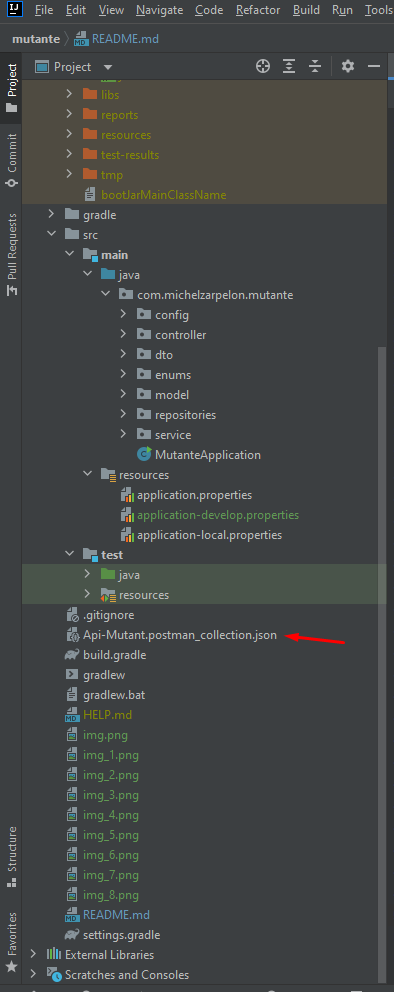 IJ File Edit View Navigate Code Refactor Build Run Tools
mutante README.md
Project
Project
libs
reports
resources
test-results
tmp
bootJarMainClassName
gradle
src
main
java
com.michelzarpelon.mutante
config
controller
dto
enums
model
repositories
service
MutanteApplication
resources
application.properties
application-develop.properties
application-local.properties
test
java
resources
.gitignore
Api-Mutant.postman_collection.json
build.gradle
gradlew
gradlew.bat
HELP.md
img.png
img_1.png
img_2.png
img_3.png
img_4.png
img_5.png
img_6.png
img_7.png
img_8.png
README.md
settings.gradle
External Libraries
Scratches and Consoles
Commit
Pull Requests
Structure
Favorites